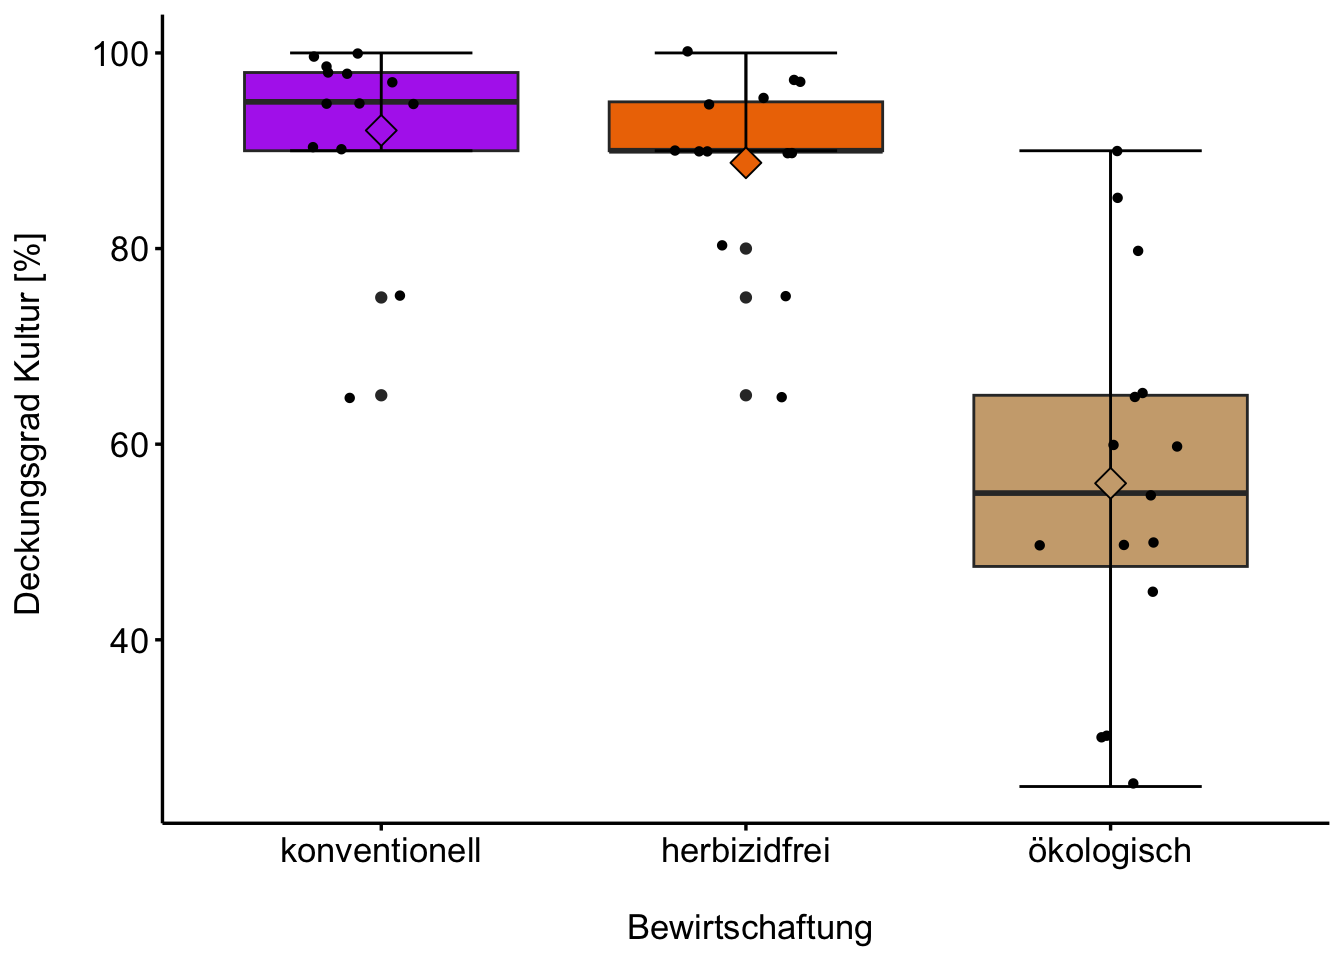 Deckungsgrad Kultur [%]
100
80
60
40
konventionell
herbizidfrei
ökologisch
Bewirtschaftung